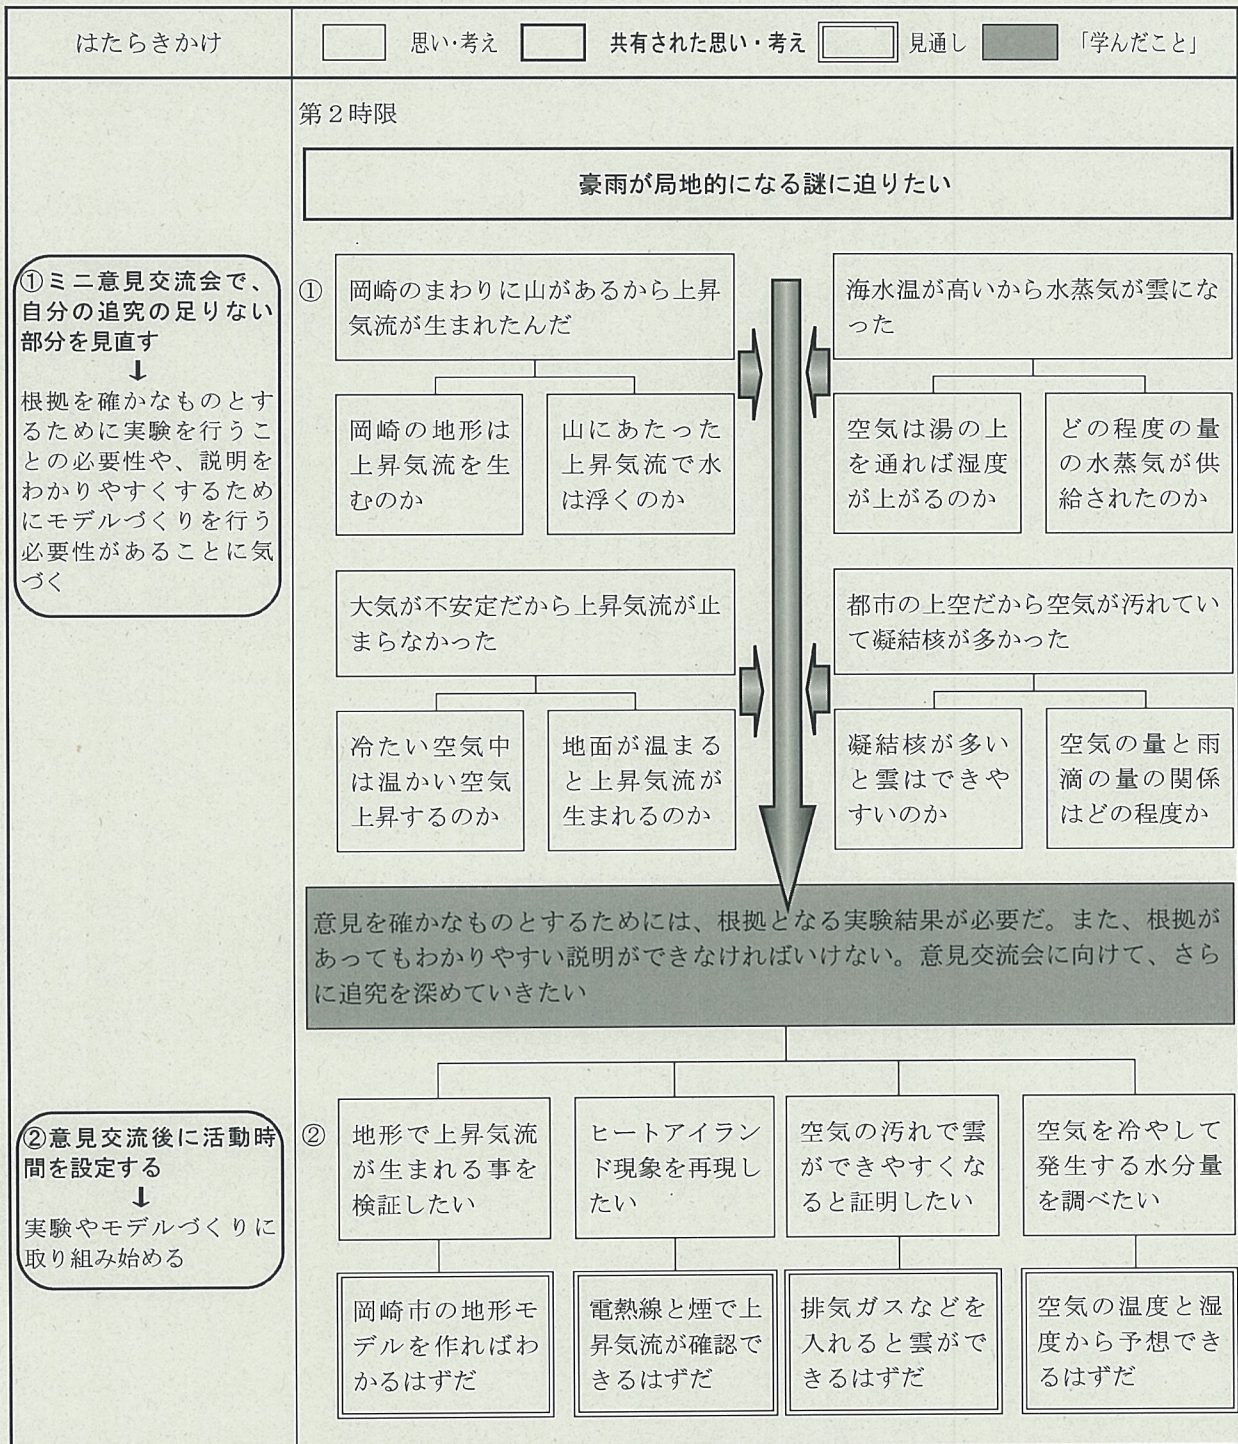 はたらきかけ
思い・考え
共有された思い・考え
見通し
「学んだこと」
第２時限
豪雨が局地的になる謎に迫りたい
①ミニ意見交流会で、
自分の追究の足りない
部分を見直す
↓
根拠を確かなものとす
るために実験を行うこ
との必要性や、説明を
わかりやすくするため
にモデルづくりを行う
必要性があることに気
づく
①
岡崎のまわりに山があるから上昇
気流が生まれたんだ
海水温が高いから水蒸気が雲にな
った
岡崎の地形は
上昇気流を生
むのか
山にあたった
上昇気流で水
は浮くのか
空気は湯の上
を通れば湿度
が上がるのか
どの程度の量
の水蒸気が供
給されたのか
大気が不安定だから上昇気流が止
まらなかった
都市の上空だから空気が汚れてい
て凝結核が多かった
冷たい空気中
は温かい空気
上昇するのか
地面が温まる
と上昇気流が
生まれるのか
凝結核が多い
と雲はできや
すいのか
空気の量と雨
滴の量の関係
はどの程度か
意見を確かなものとするためには、根拠となる実験結果が必要だ。また、根拠が
あってもわかりやすい説明ができなければいけない。意見交流会に向けて、さら
に追究を深めていきたい
②意見交流後に活動時
間を設定する
↓
実験やモデルづくりに
取り組み始める
②
地形で上昇気流
が生まれる事を
検証したい
ヒートアイラン
ド現象を再現し
たい
空気の汚れで雲
ができやすくな
ると証明したい
空気を冷やして
発生する水分量
を調べたい
岡崎市の地形モ
デルを作ればわ
かるはずだ
電熱線と煙で上
昇気流が確認で
きるはずだ
排気ガスなどを
入れると雲がで
きるはずだ
空気の温度と湿
度から予想でき
るはずだ